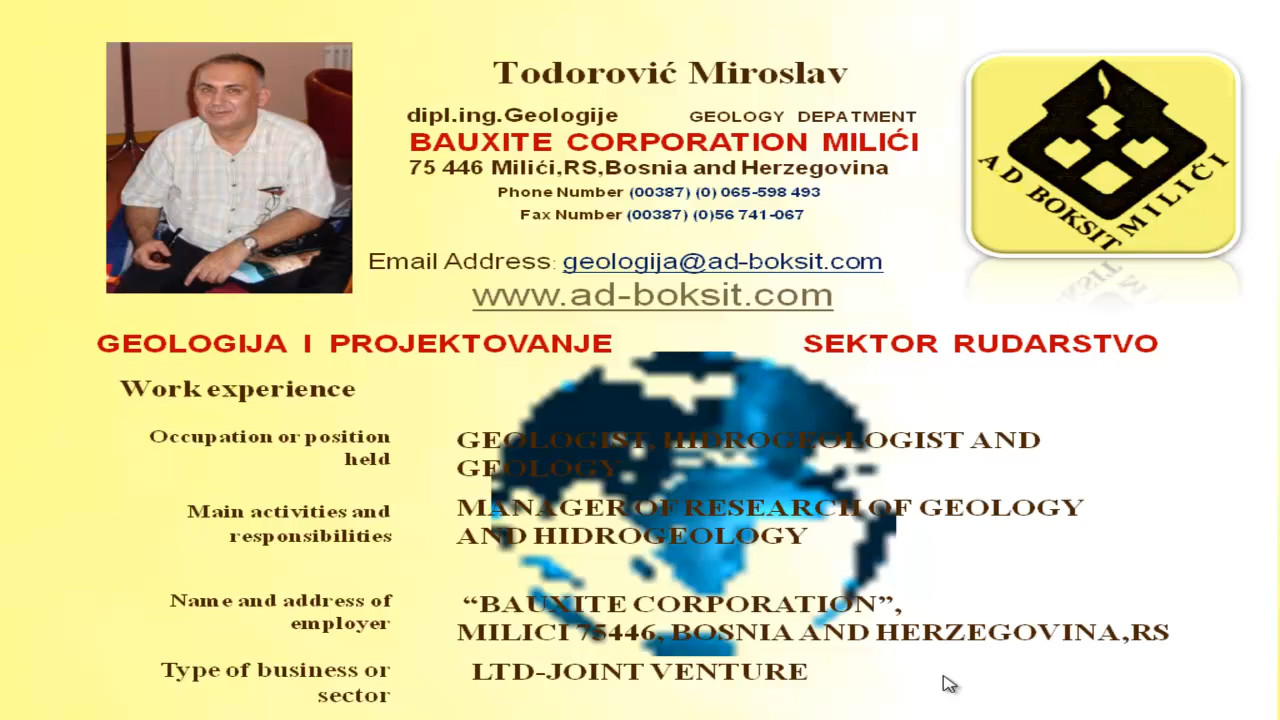 Todorović Miroslav
dipl.ing.Geologije GEOLOGY DEPATMENT
BAUXITE CORPORATION MILIĆI
75 446 Milići,RS,Bosnia and Herzegovina
Phone Number (00387) (0) 065-598 493
Fax Number (00387) (0)56 741-067
Email Address: geologija@ad-boksit.com
www.ad-boksit.com
AD BOKSIT MILIĆI
GEOLOGIJA I PROJEKTOVANJE SEKTOR RUDARSTVO
Work experience
Occupation or position
held
GEOLOGIST, HIDROGEOLOGIST AND
GEOLOGY
Main activities and
responsibilities
MANAGER OF RESEARCH OF GEOLOGY
AND HIDROGEOLOGY
Name and address of
employer
“BAUXITE CORPORATION”,
MILICI 75446, BOSNIA AND HERZEGOVINA,RS
Type of business or
sector
LTD-JOINT VENTURE